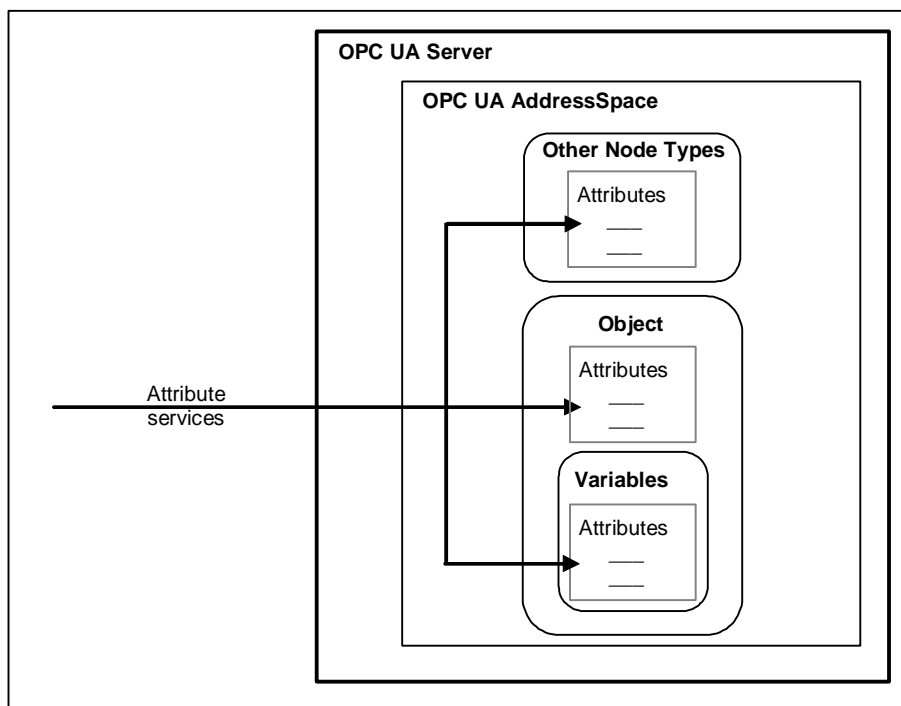 OPC UA Server
OPC UA AddressSpace
Other Node Types
Attributes
Object
Attributes
Attribute
services
Variables
Attributes